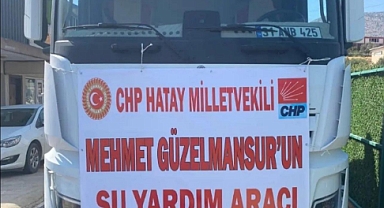 CHP HATAY MİLLETVEKİLİ
CHP
MEHMET GÜZELMANSUR'UN
SU YARDIM ARACI